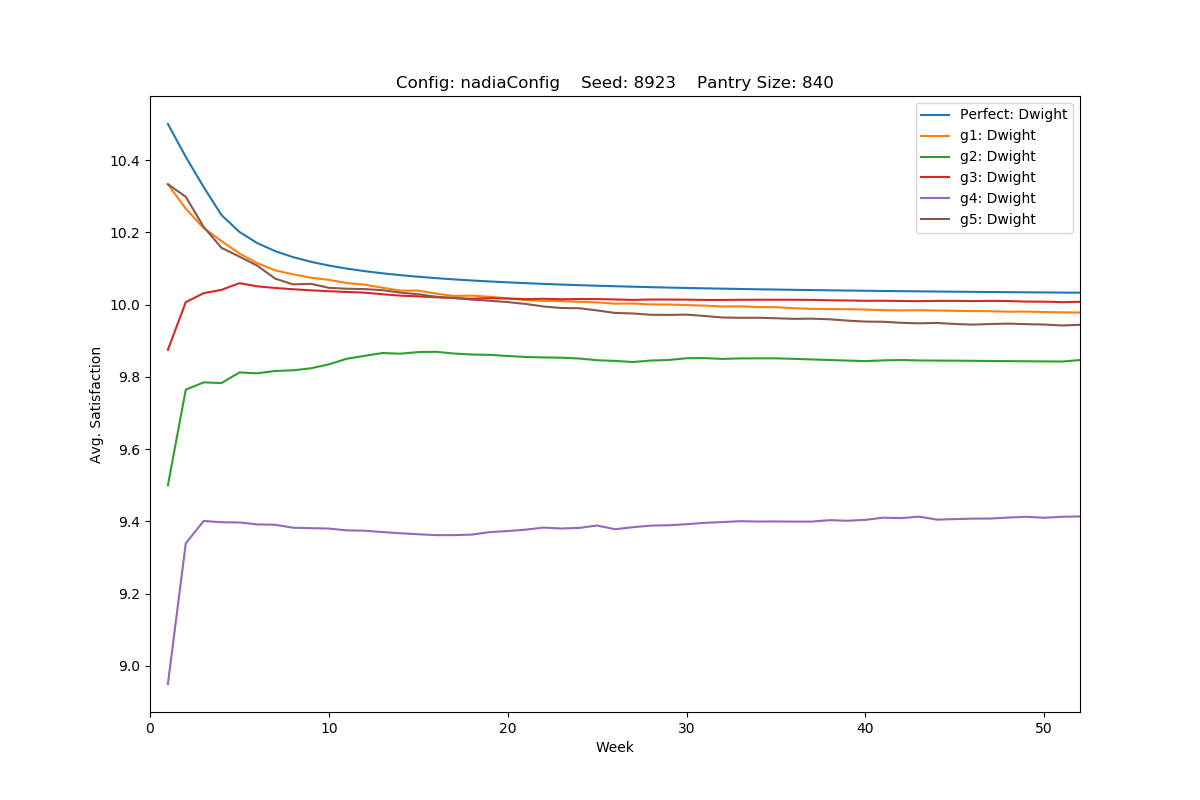 Config: nadiaConfig    Seed: 8923    Pantry Size: 840
Perfect: Dwight
g1: Dwight
g2: Dwight
g3: Dwight
g4: Dwight
g5: Dwight
Avg. Satisfaction
10.4
10.2
10.0
9.8
9.6
9.4
9.2
9.0
0 10 20 30 40 50
Week